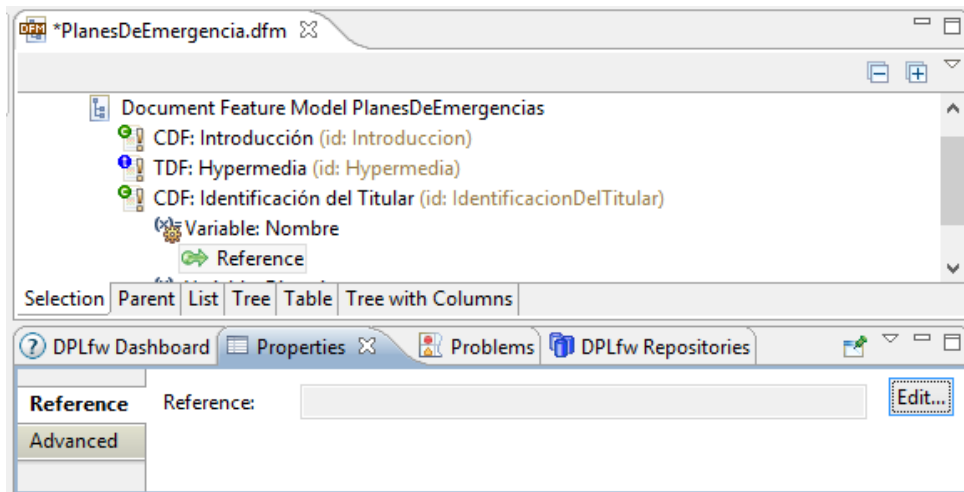 *PlanesDeEmergencia.dfm
Document Feature Model PlanesDeEmergencias
CDF: Introducción (id: Introduccion)
TDF: Hypermedia (id: Hypermedia)
CDF: Identificación del Titular (id: IdentificacionDelTitular)
Variable: Nombre
Reference
Selection Parent List Tree Table Tree with Columns
DPLfw Dashboard Properties Problems DPLfw Repositories
Reference Reference: Edit...
Advanced